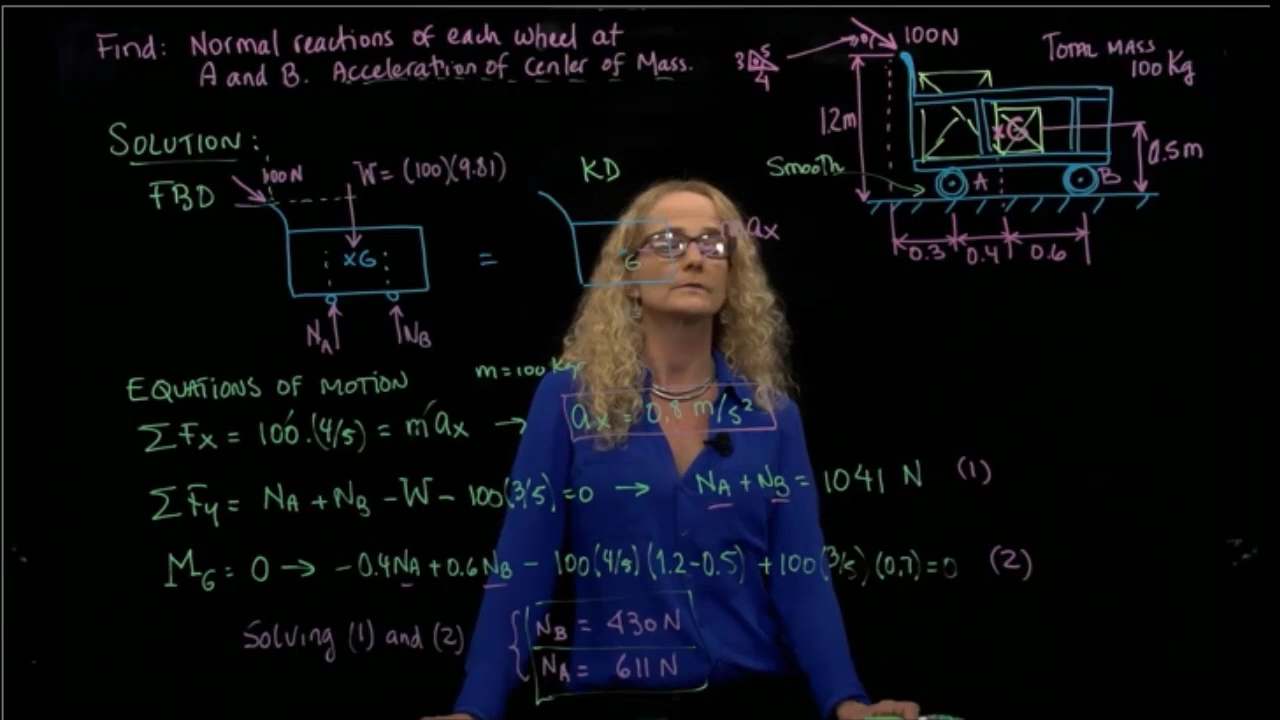 Find: Normal reactions of each wheel at
A and B. Acceleration of Center of Mass.
3 5
4
100N
TOTAL MASS
100 Kg
1.2m
G
0.5m
Smooth
A
B
0.3 0.4 0.6
SOLUTION:
FBD
100N
W = (100)(9.81)
xG
NA
NB
=
KD
G
max
EQUATIONS OF MOTION
m = 100 Kg
ΣFx = 100.(4/5) = max → ax = 0.8 m/s²
ΣFy = NA + NB - W - 100(3/5) = 0 → NA + NB = 1041 N (1)
MG = 0 → -0.4NA + 0.6NB - 100(4/5)(1.2-0.5) + 100(3/5)(0.7) = 0 (2)
Solving (1) and (2)
NB = 430 N
NA = 611 N